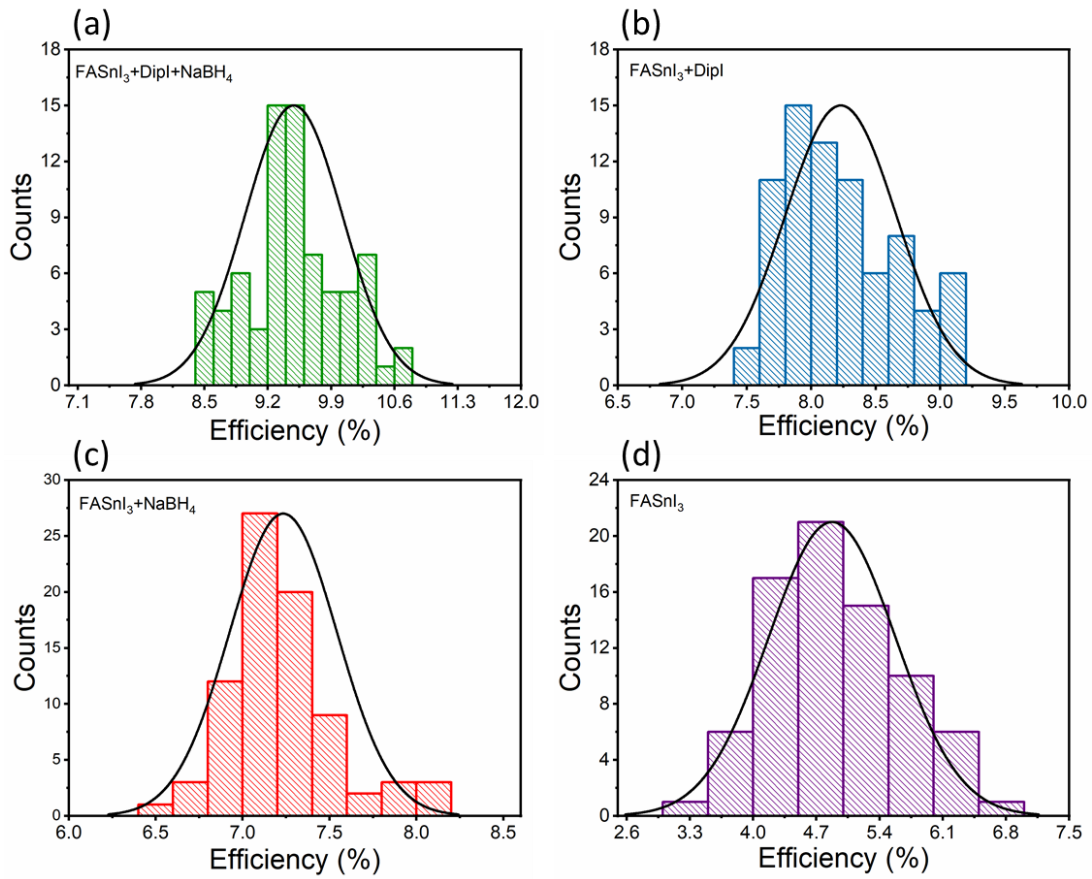 (a)
(b)
18
15
12
9
6
3
0
Counts
FASnI3+DipI+NaBH4
7.1 7.8 8.5 9.2 9.9 10.6 11.3 12.0
Efficiency (%)
18
15
12
9
6
3
0
Counts
FASnI3+DipI
6.5 7.0 7.5 8.0 8.5 9.0 9.5 10.0
Efficiency (%)
(c)
(d)
30
25
20
15
10
5
0
Counts
FASnI3+NaBH4
6.0 6.5 7.0 7.5 8.0 8.5
Efficiency (%)
24
20
16
12
8
4
0
Counts
FASnI3
2.6 3.3 4.0 4.7 5.4 6.1 6.8 7.5
Efficiency (%)